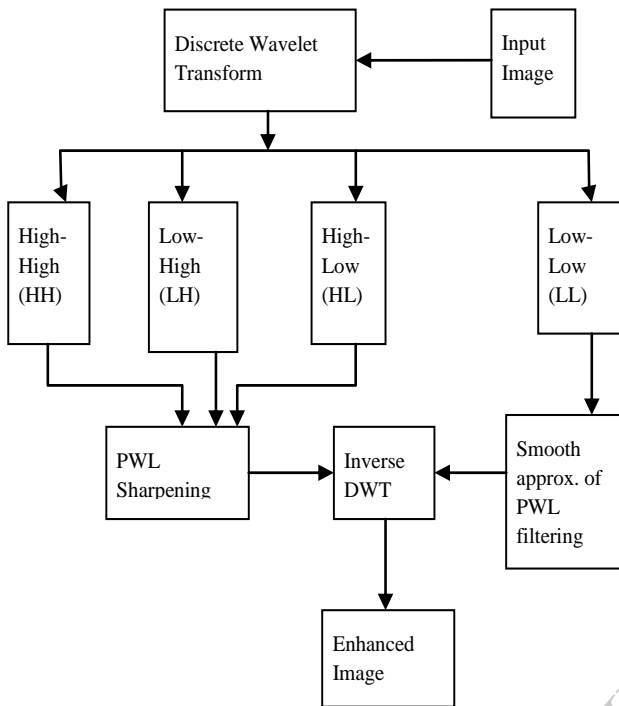 Discrete Wavelet
Transform
Input
Image
High-
High
(HH)
Low-
High
(LH)
High-
Low
(HL)
Low-
Low
(LL)
PWL
Sharpening
Inverse
DWT
Smooth
approx. of
PWL
filtering
Enhanced
Image